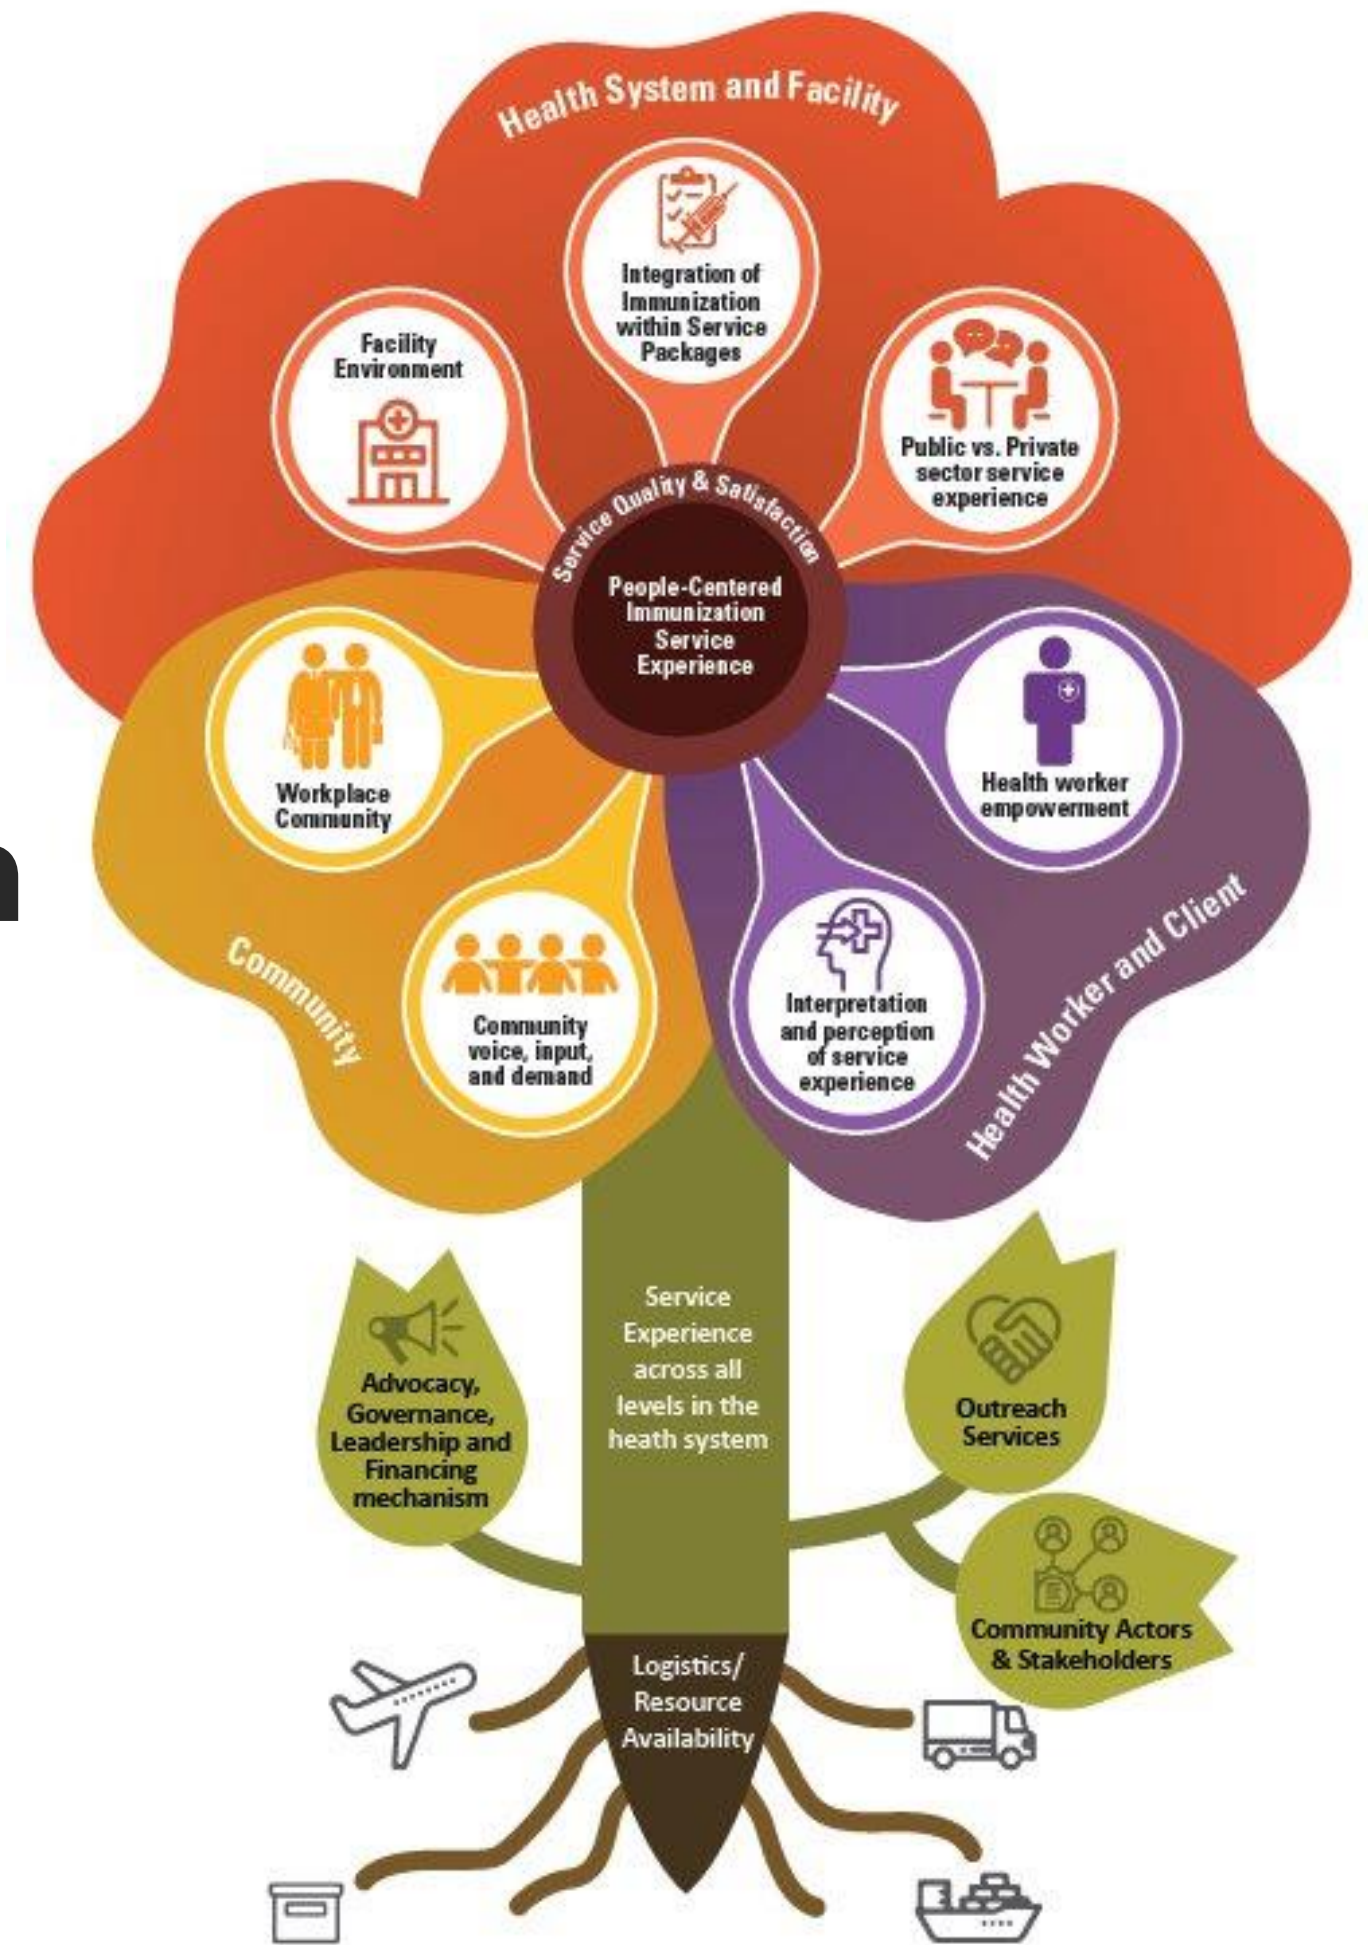 Health System and Facility
Integration of
Immunization
within Service
Packages
Facility
Environment
Public vs. Private
sector service
experience
Service Quality & Satisfaction
People-Centered
Immunization
Service
Experience
Workplace
Community
Health worker
empowerment
Community
Community
voice, input,
and demand
Interpretation
and perception
of service
experience
Health Worker and Client
Service
Experience
across all
levels in the
heath system
Advocacy,
Governance,
Leadership and
Financing
mechanism
Outreach
Services
Community Actors
& Stakeholders
Logistics/
Resource
Availability